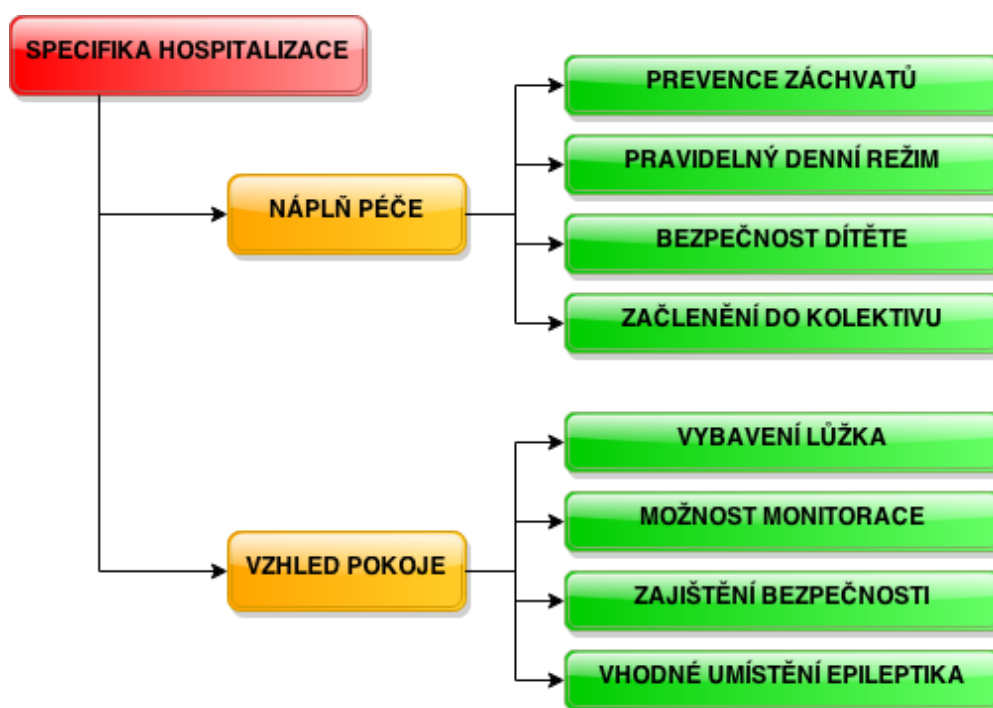 SPECIFIKA HOSPITALIZACE
NÁPLŇ PÉČE
PREVENCE ZÁCHVATŮ
PRAVIDELNÝ DENNÍ REŽIM
BEZPEČNOST DÍTĚTE
ZAČLENĚNÍ DO KOLEKTIVU
VZHLED POKOJE
VYBAVENÍ LŮŽKA
MOŽNOST MONITORACE
ZAJIŠTĚNÍ BEZPEČNOSTI
VHODNÉ UMÍSTĚNÍ EPILEPTIKA